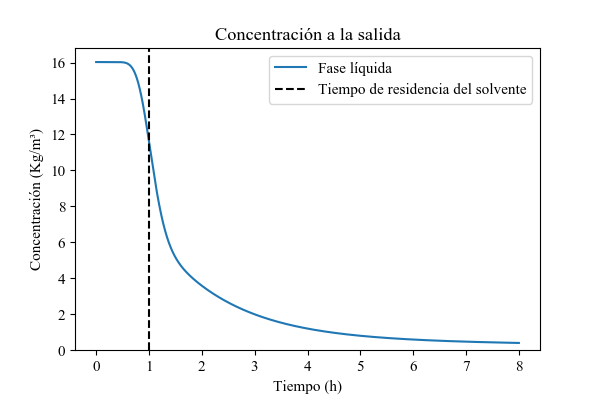 Concentración a la salida
Fase líquida
Tiempo de residencia del solvente
Concentración (Kg/m³)
16
14
12
10
8
6
4
2
0
0 1 2 3 4 5 6 7 8
Tiempo (h)